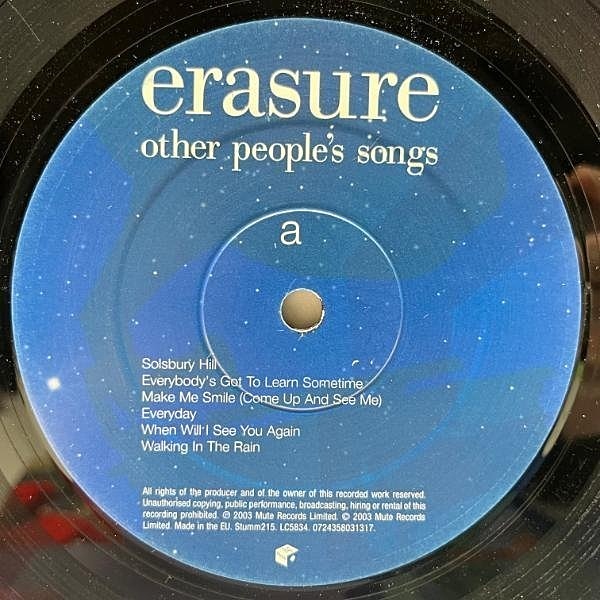 erasure
other people's songs
a
Solsbury Hill
Everybody's Got To Learn Sometime
Make Me Smile (Come Up And See Me)
Everyday
When Will I See You Again
Walking In The Rain
All rights of the producer and of the owner of this recorded work reserved.
Unauthorised copying, public performance, broadcasting, hiring or rental of this
recording prohibited. ℗ 2003 Mute Records Limited. © 2003 Mute Records
Limited. Made in the EU. Stumm215. LC5834. 0724358031317.